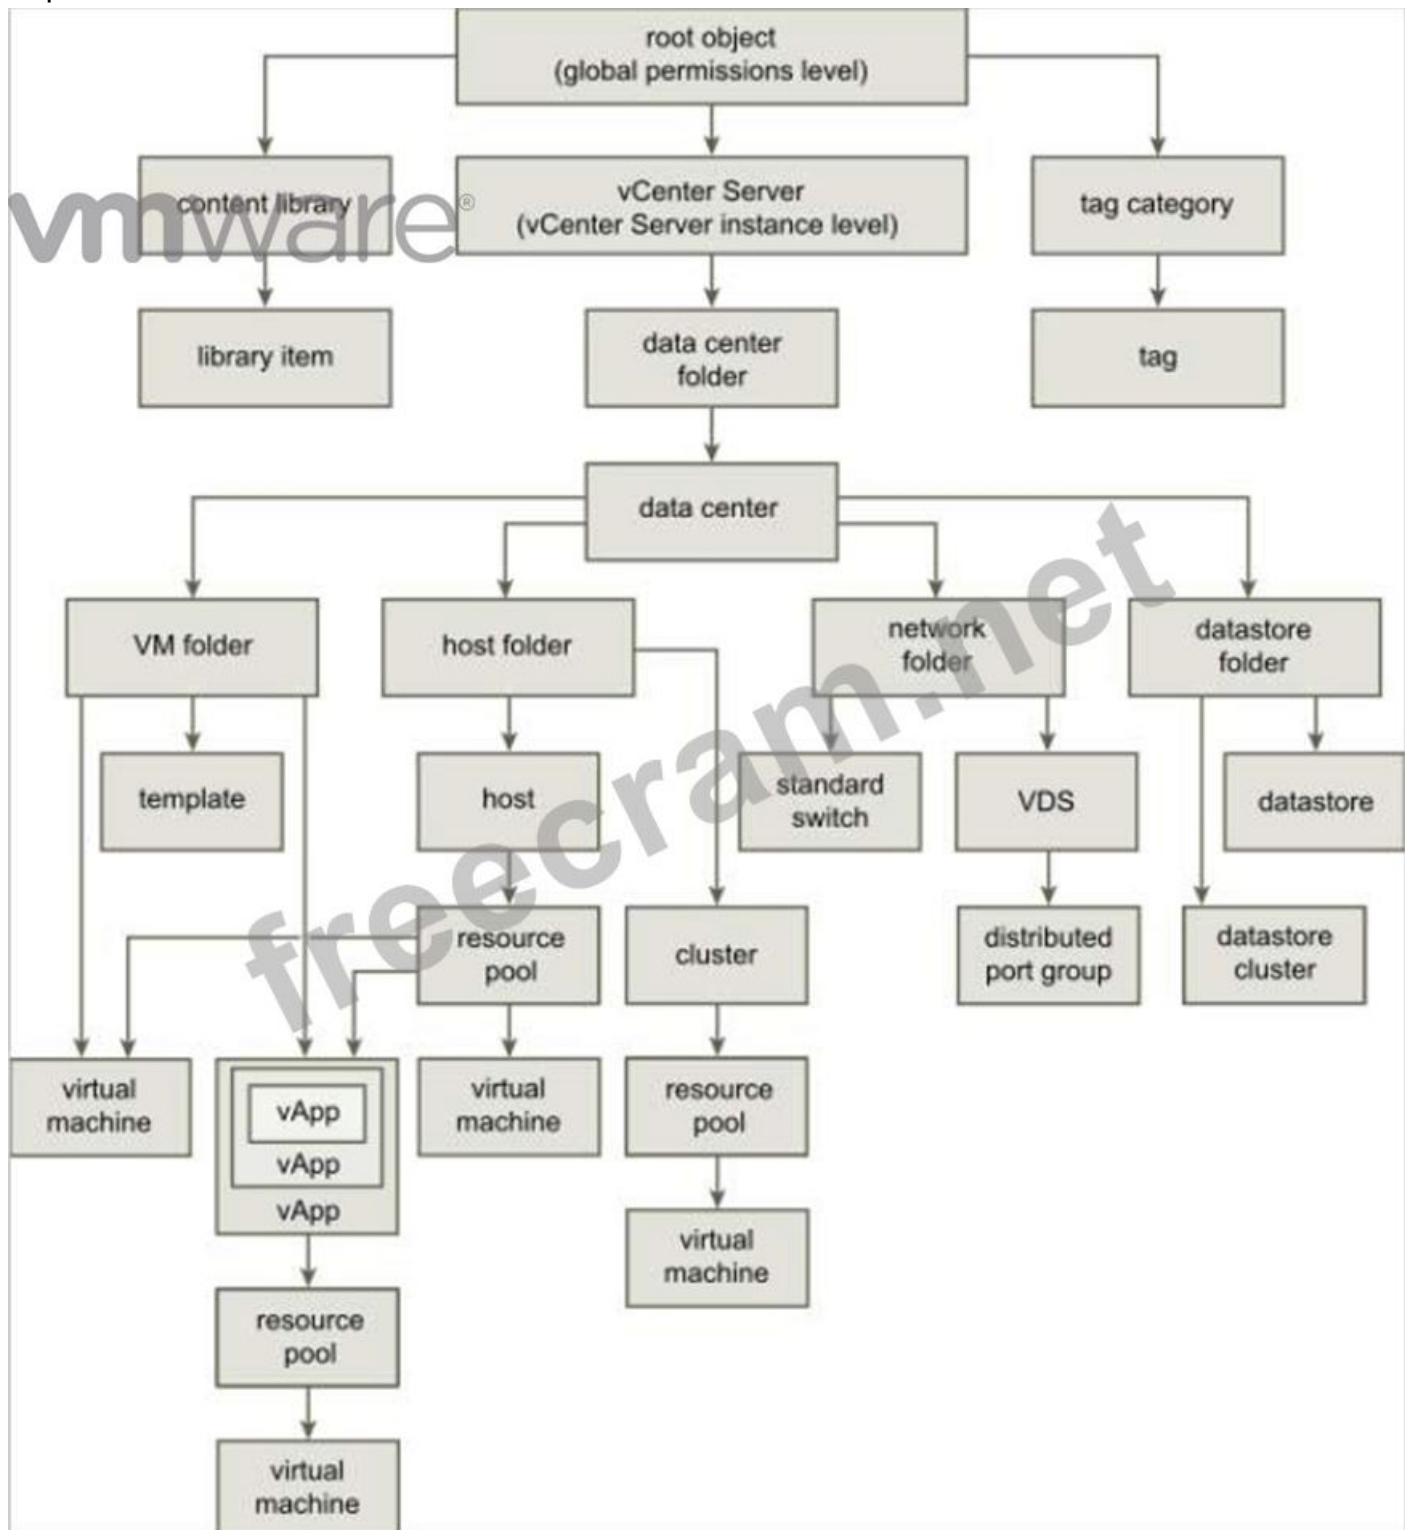 root object
(global permissions level)
content library
vCenter Server
(vCenter Server instance level)
tag category
vmware®
library item
data center
folder
tag
data center
VM folder
host folder
network
folder
datastore
folder
template
host
standard
switch
VDS
datastore
resource
pool
cluster
distributed
port group
datastore
cluster
virtual
machine
vApp
vApp
vApp
virtual
machine
resource
pool
virtual
machine
resource
pool
virtual
machine
freecram.net